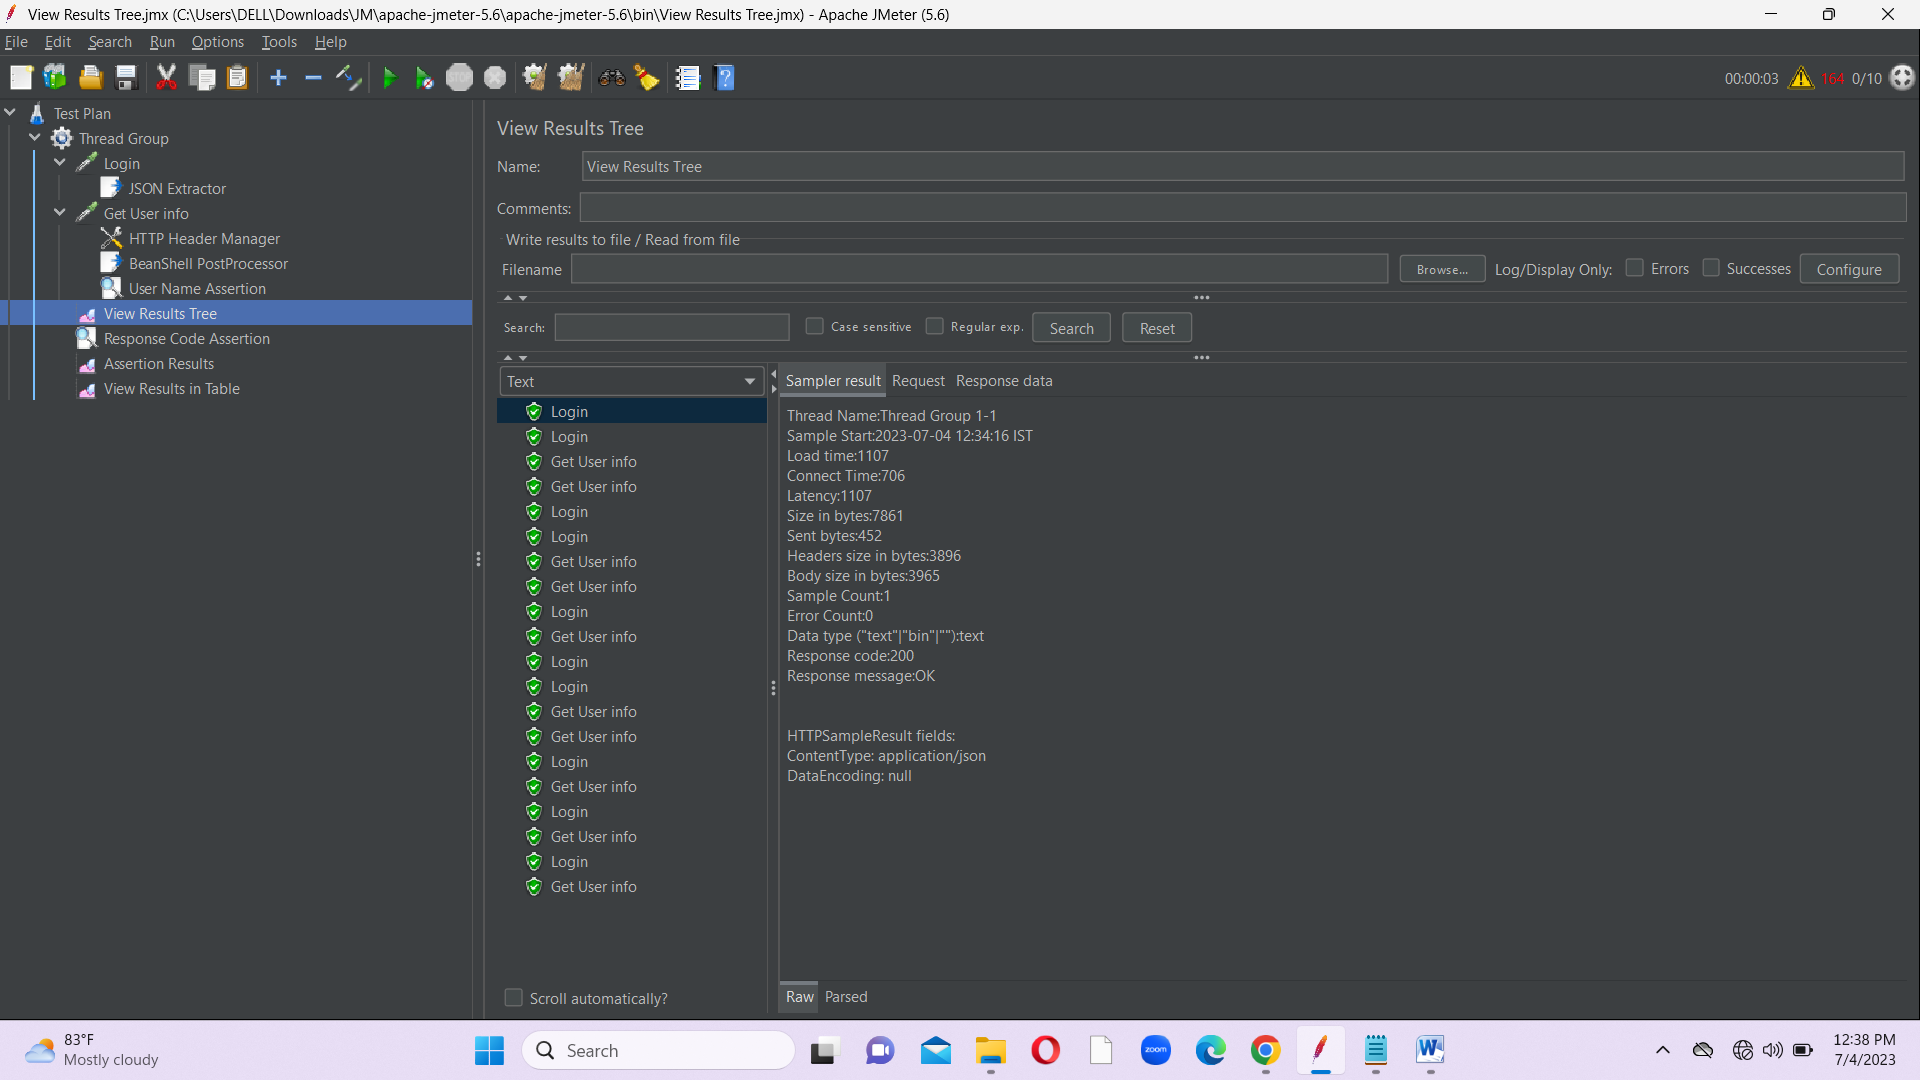 View Results Tree.jmx (C:\Users\DELL\Downloads\JM\apache-jmeter-5.6\apache-jmeter-5.6\bin\View Results Tree.jmx) - Apache JMeter (5.6)
File Edit Search Run Options Tools Help
STOP
00:00:03 164 0/10
Test Plan
Thread Group
Login
JSON Extractor
Get User info
HTTP Header Manager
BeanShell PostProcessor
User Name Assertion
View Results Tree
Response Code Assertion
Assertion Results
View Results in Table
View Results Tree
Name: View Results Tree
Comments:
Write results to file / Read from file
Filename Browse... Log/Display Only: Errors Successes Configure
Search: Case sensitive Regular exp. Search Reset
Text
Login
Login
Get User info
Get User info
Login
Login
Get User info
Get User info
Login
Get User info
Login
Login
Get User info
Get User info
Login
Get User info
Login
Get User info
Login
Get User info
Scroll automatically?
Sampler result Request Response data
Thread Name:Thread Group 1-1
Sample Start:2023-07-04 12:34:16 IST
Load time:1107
Connect Time:706
Latency:1107
Size in bytes:7861
Sent bytes:452
Headers size in bytes:3896
Body size in bytes:3965
Sample Count:1
Error Count:0
Data type ("text"|"bin"|""):text
Response code:200
Response message:OK
HTTPSampleResult fields:
ContentType: application/json
DataEncoding: null
Raw Parsed
83°F
Mostly cloudy
Search
zoom
W
12:38 PM
7/4/2023